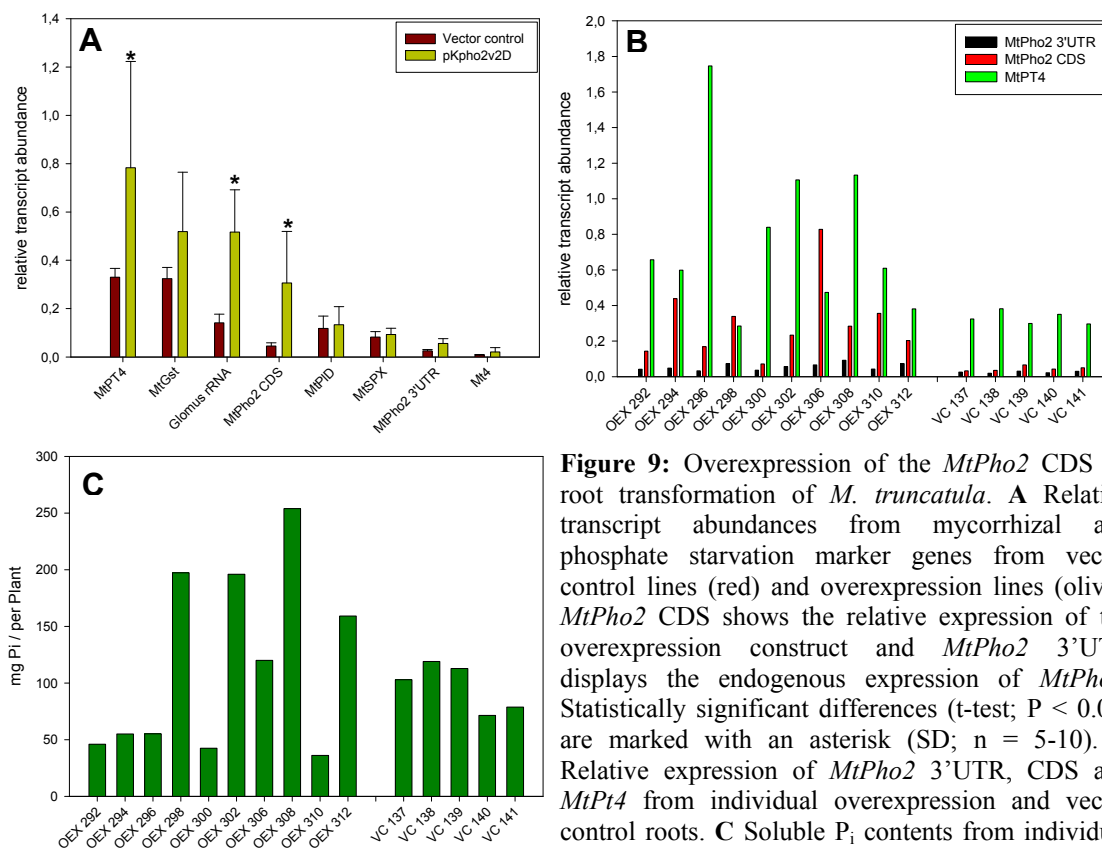 A
Vector control
pKpho2v2D
relative transcript abundance
1,4
1,2
1,0
0,8
0,6
0,4
0,2
0,0
*
*
*
MtPT4
MtGst
Glomus rRNA
MtPho2 CDS
MtPID
MtSPX
MtPho2 3'UTR
Mt4
B
MtPho2 3'UTR
MtPho2 CDS
MtPT4
relative transcript abundance
2,0
1,8
1,6
1,4
1,2
1,0
0,8
0,6
0,4
0,2
0,0
OEX 292
OEX 294
OEX 296
OEX 298
OEX 300
OEX 302
OEX 306
OEX 308
OEX 310
OEX 312
VC 137
VC 138
VC 139
VC 140
VC 141
C
mg Pi / per Plant
300
250
200
150
100
50
0
OEX 292
OEX 294
OEX 296
OEX 298
OEX 300
OEX 302
OEX 306
OEX 308
OEX 310
OEX 312
VC 137
VC 138
VC 139
VC 140
VC 141
Figure 9: Overexpression of the MtPho2 CDS
root transformation of M. truncatula. A Relati
transcript abundances from mycorrhizal a
phosphate starvation marker genes from vec
control lines (red) and overexpression lines (oliv
MtPho2 CDS shows the relative expression of t
overexpression construct and MtPho2 3'UT
displays the endogenous expression of MtPho
Statistically significant differences (t-test; P < 0.0
are marked with an asterisk (SD; n = 5-10).
Relative expression of MtPho2 3'UTR, CDS a
MtPt4 from individual overexpression and vec
control roots. C Soluble Pi contents from individu